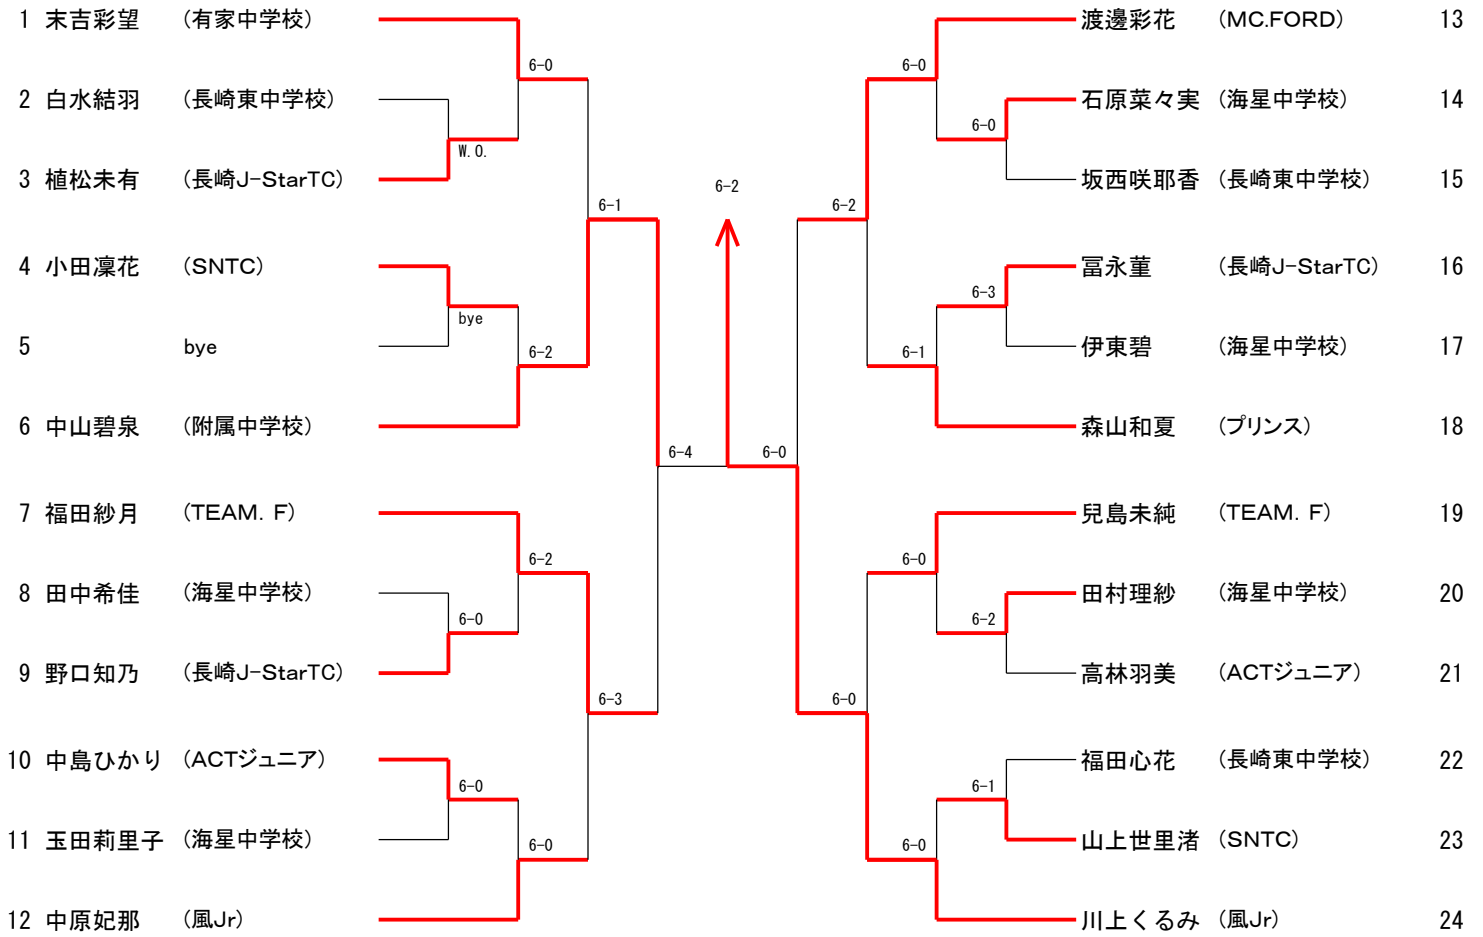 1 末吉彩望 (有家中学校)
6-0
2 白水結羽 (長崎東中学校)
W.O.
3 植松未有 (長崎J-StarTC)
6-1
4 小田凜花 (SNTC)
bye
5 bye
6-2
6 中山碧泉 (附属中学校)
6-4
7 福田紗月 (TEAM. F)
6-2
8 田中希佳 (海星中学校)
6-0
9 野口知乃 (長崎J-StarTC)
6-3
10 中島ひかり (ACTジュニア)
6-0
11 玉田莉里子 (海星中学校)
6-0
12 中原妃那 (風Jr)
6-2
渡邊彩花 (MC.FORD) 13
6-0
石原菜々実 (海星中学校) 14
6-0
坂西咲耶香 (長崎東中学校) 15
6-2
冨永菫 (長崎J-StarTC) 16
6-3
伊東碧 (海星中学校) 17
6-1
森山和夏 (プリンス) 18
6-0
兒島未純 (TEAM. F) 19
6-0
田村理紗 (海星中学校) 20
6-2
高林羽美 (ACTジュニア) 21
6-0
福田心花 (長崎東中学校) 22
6-1
山上世里渚 (SNTC) 23
6-0
川上くるみ (風Jr) 24